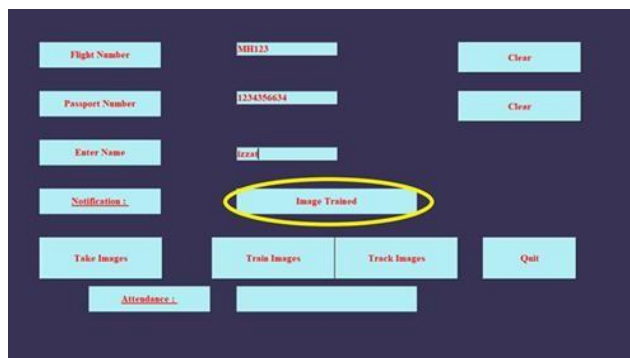 Flight Number MH123 Clear
Passport Number 1234356634 Clear
Enter Name izzat
Notification : Image Trained
Take Images Train Images Track Images Quit
Attendance :